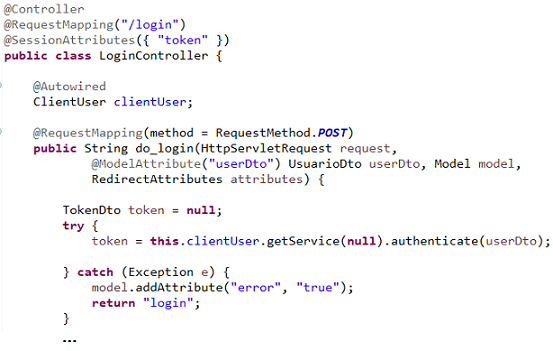 @Controller
@RequestMapping("/login")
@SessionAttributes({ "token" })
public class LoginController {
@Autowired
ClientUser clientUser;
@RequestMapping(method = RequestMethod.POST)
public String do_login(HttpServletRequest request,
@ModelAttribute("userDto") UsuarioDto userDto, Model model,
RedirectAttributes attributes) {
TokenDto token = null;
try {
token = this.clientUser.getService(null).authenticate(userDto);
} catch (Exception e) {
model.addAttribute("error", "true");
return "login";
}
...